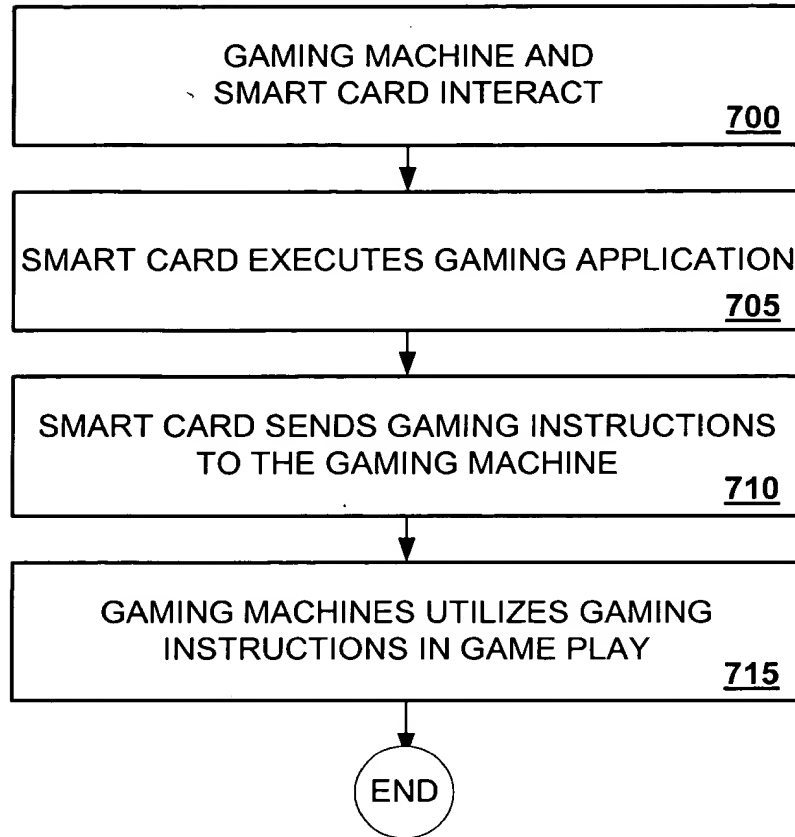 GAMING MACHINE AND
SMART CARD INTERACT
700
SMART CARD EXECUTES GAMING APPLICATION
705
SMART CARD SENDS GAMING INSTRUCTIONS
TO THE GAMING MACHINE
710
GAMING MACHINES UTILIZES GAMING
INSTRUCTIONS IN GAME PLAY
715
END